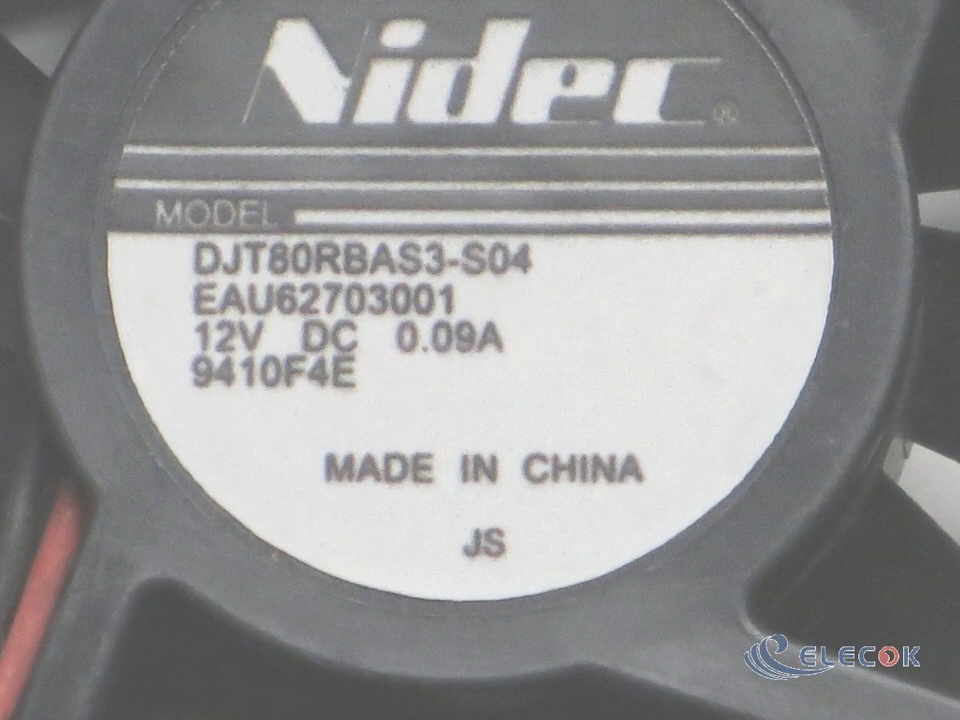 Nidec®
MODEL
DJT80RBAS3-S04
EAU62703001
12V DC 0.09A
9410F4E
MADE IN CHINA
JS
ELECOK